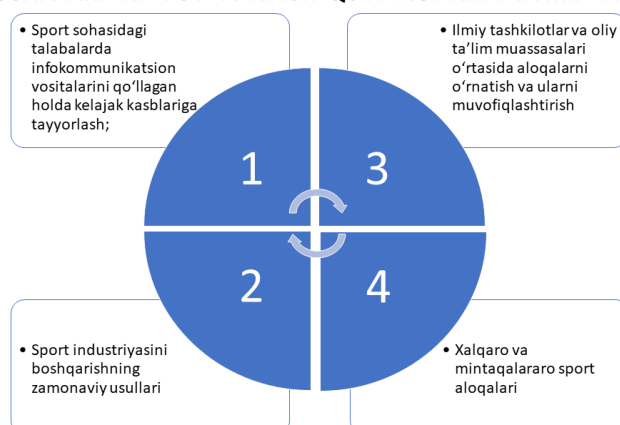 • Sport sohasidagi
talabalarda
infokommunikatsion
vositalarini qo‘llagan
holda kelajak kasblariga
tayyorlash;
• Ilmiy tashkilotlar va oliy
ta’lim muassasalari
o‘rtasida aloqalarni
o‘rnatish va ularni
muvofiqlashtirish
1
3
2
4
• Sport industriyasini
boshqarishning
zamonaviy usullari
• Xalqaro va
mintaqalararo sport
aloqalari